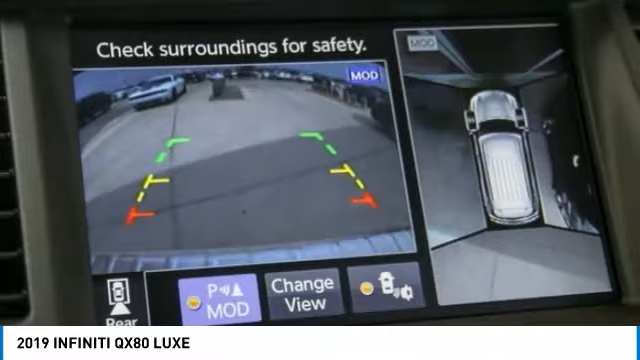 Check surroundings for safety.
MOD
MOD
Rear
P MOD
Change View
2019 INFINITI QX80 LUXE